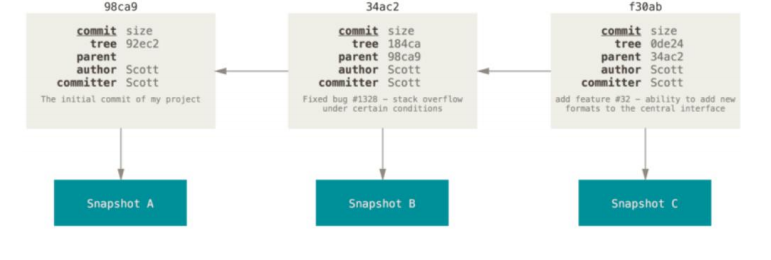 98ca9
commit size
tree 92ec2
parent
author Scott
committer Scott
The initial commit of my project
Snapshot A
34ac2
commit size
tree 184ca
parent 98ca9
author Scott
committer Scott
Fixed bug #1328 – stack overflow
under certain conditions
Snapshot B
f30ab
commit size
tree 0de24
parent 34ac2
author Scott
committer Scott
add feature #32 – ability to add new
formats to the central interface
Snapshot C